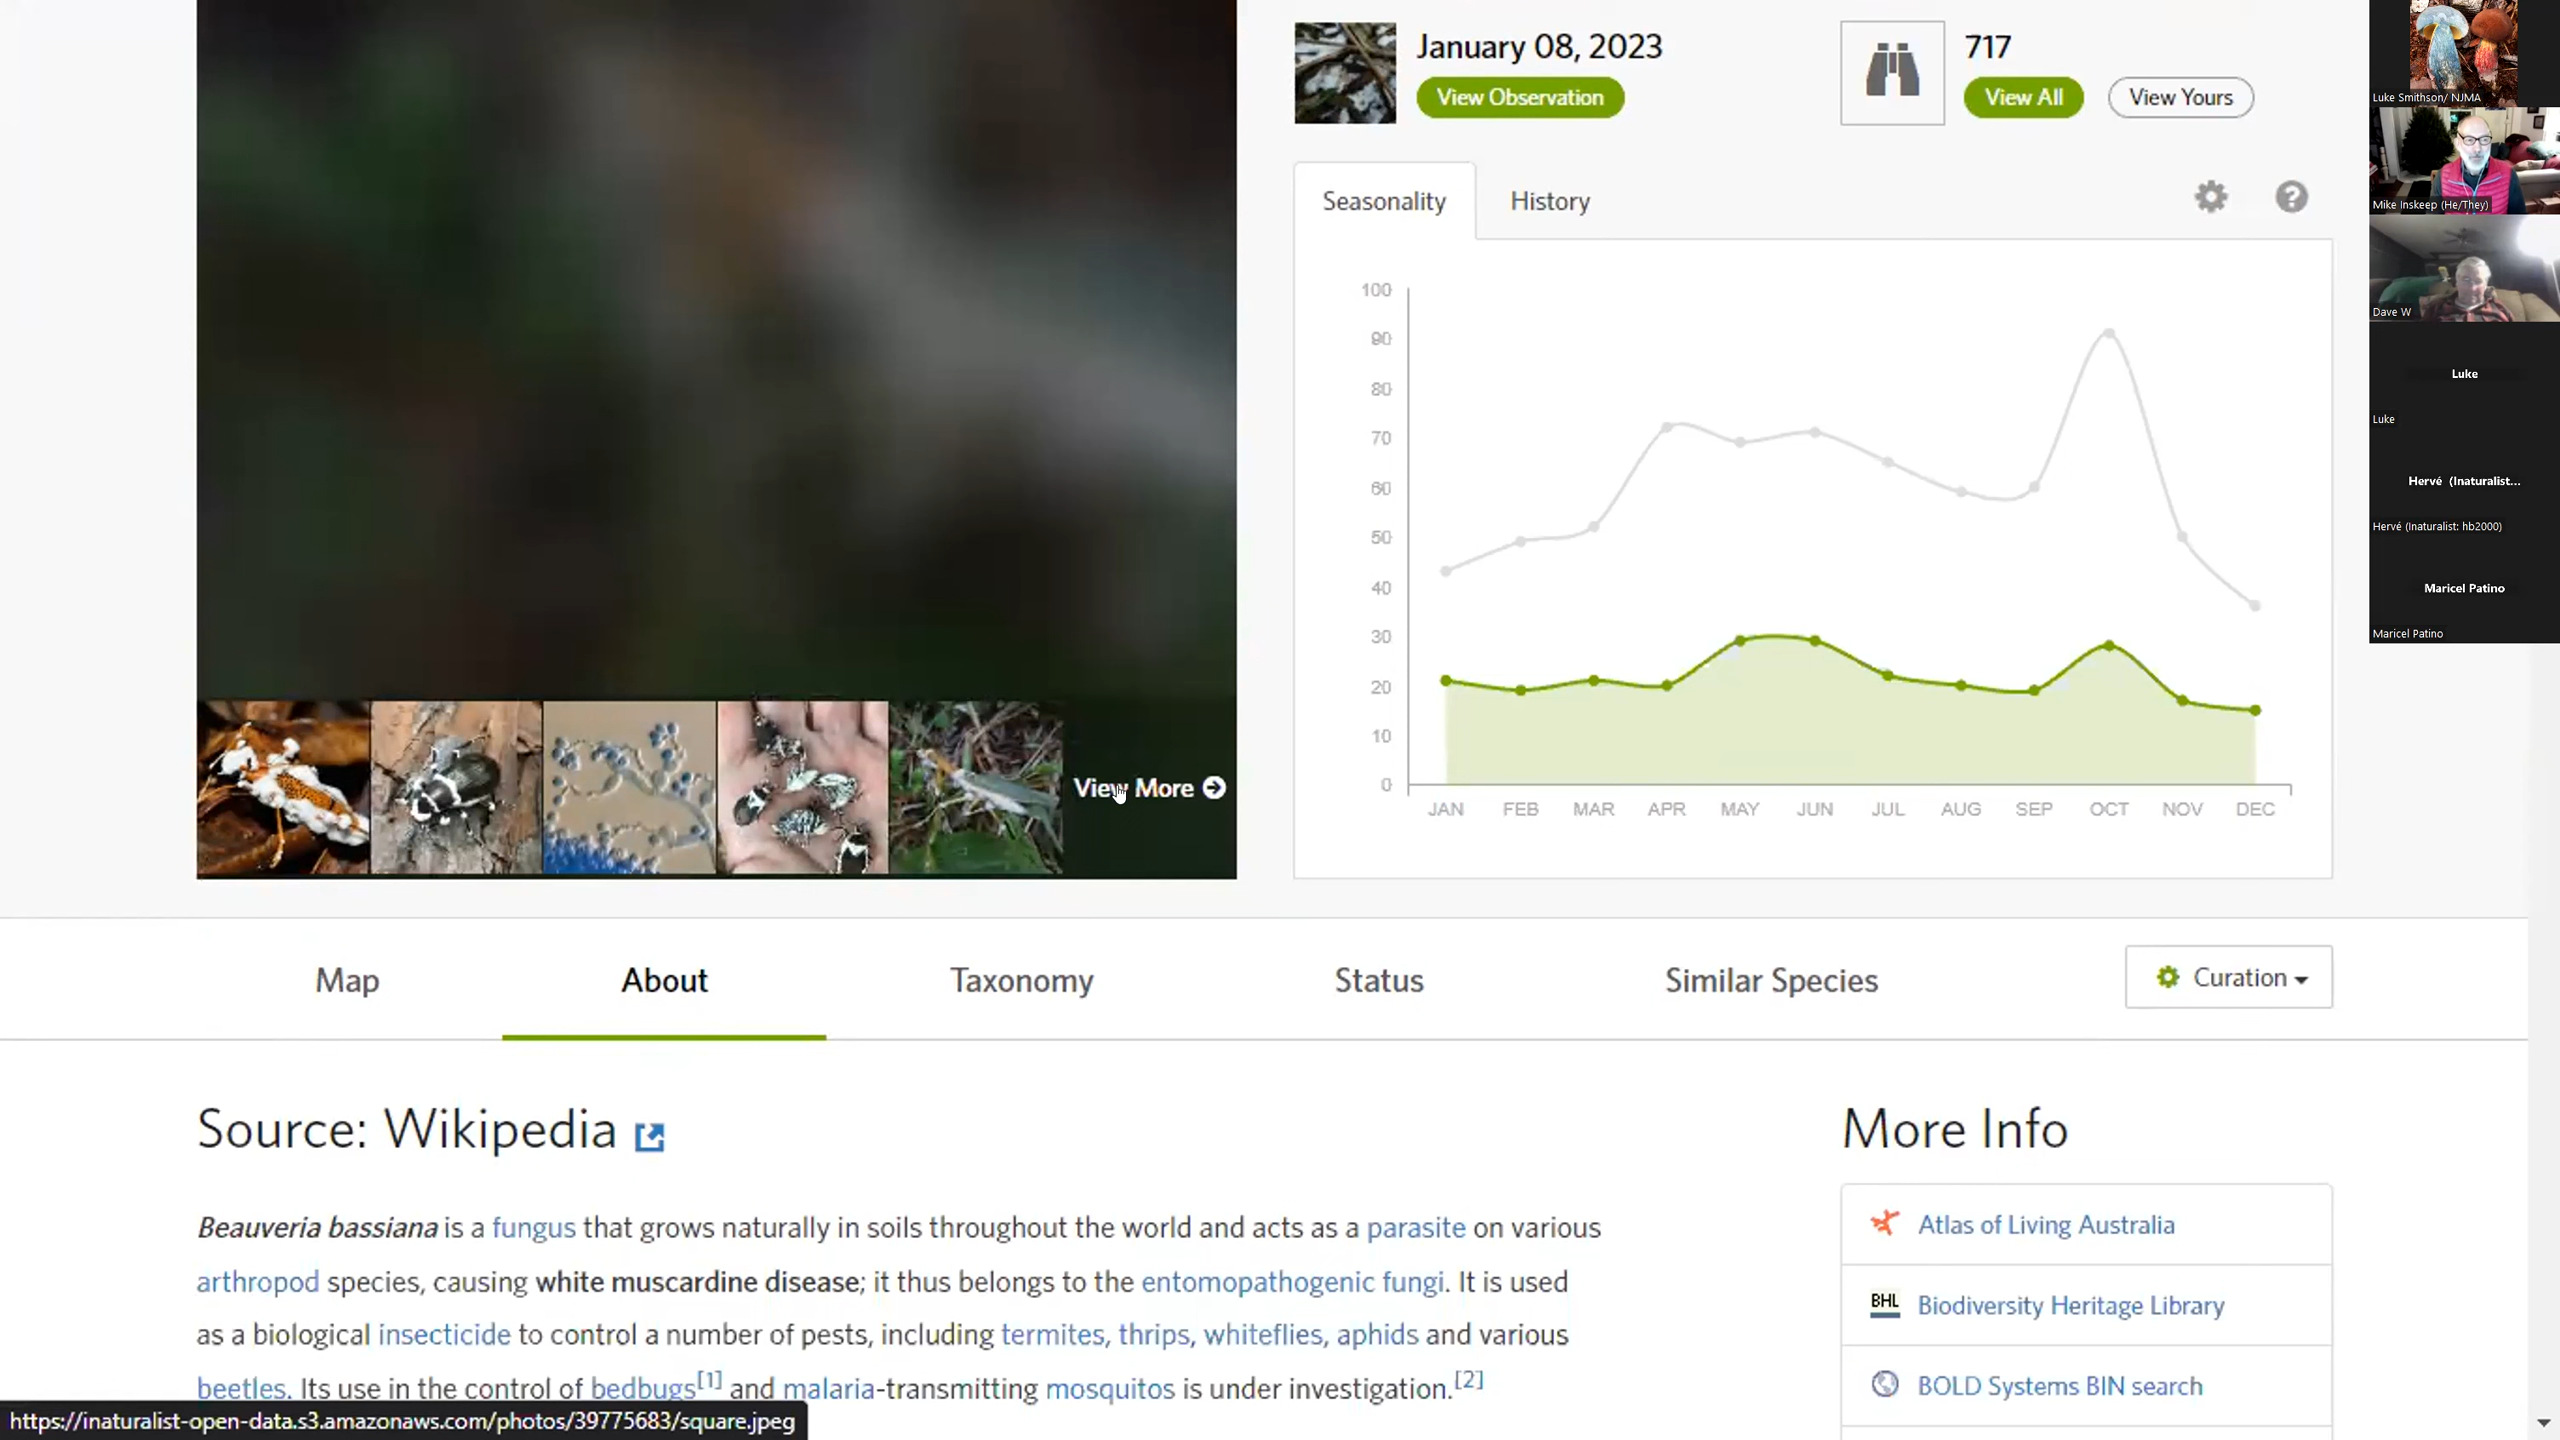 January 08, 2023
View Observation
717
View All
View Yours
Seasonality
History
?
100
90
80
70
60
50
40
30
20
10
0
JAN FEB MAR APR MAY JUN JUL AUG SEP OCT NOV DEC
View More
Luke Smithson/ NJMA
Mike Inskeep (He/They)
Dave W
Luke
Luke
Hervé (Inaturalist...
Hervé (Inaturalist: hb2000)
Maricel Patino
Maricel Patino
Map
About
Taxonomy
Status
Similar Species
Curation
Source: Wikipedia
Beauveria bassiana is a fungus that grows naturally in soils throughout the world and acts as a parasite on various
arthropod species, causing white muscardine disease; it thus belongs to the entomopathogenic fungi. It is used
as a biological insecticide to control a number of pests, including termites, thrips, whiteflies, aphids and various
beetles. Its use in the control of bedbugs[1] and malaria-transmitting mosquitos is under investigation.[2]
More Info
Atlas of Living Australia
BHL Biodiversity Heritage Library
BOLD Systems BIN search
https://inaturalist-open-data.s3.amazonaws.com/photos/39775683/square.jpeg